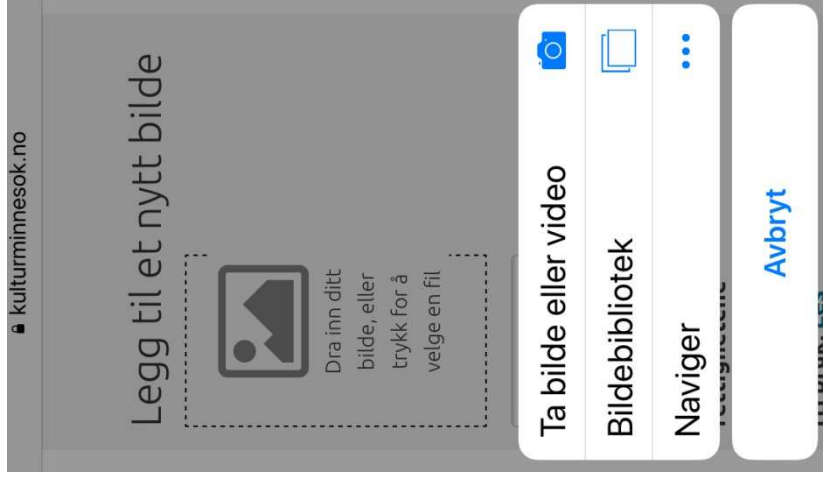 kulturminnesok.no
Legg til et nytt bilde
Dra inn ditt
bilde, eller
trykk for å
velge en fil
Ta bilde eller video
Bildebibliotek
Naviger
Avbryt
Les